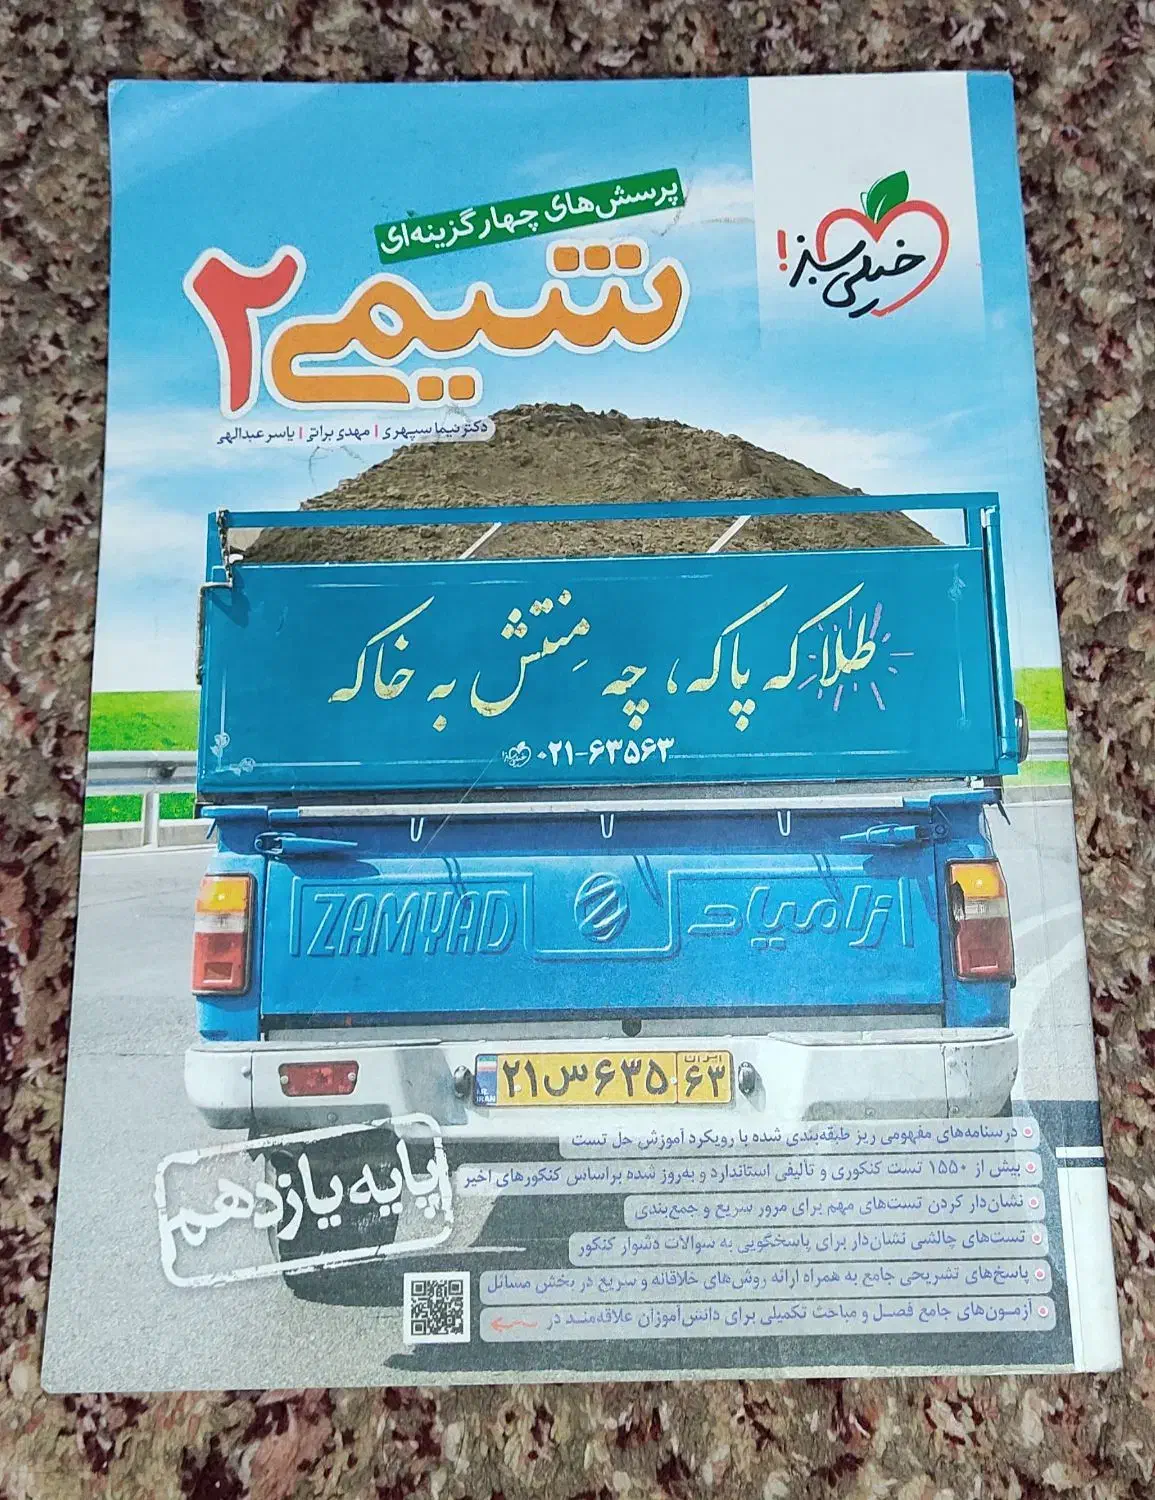 خیلی سبز!
پرسش‌های چهارگزینه‌ای
شیمی ۲
دکتر نیما سپهری | مهدی براتی | یاسر عبدالهی
طلا که پاکه، چه مِنتش به خاکه
۰۲۱-۶۳۵۶۳ خیلی سبز
ZAMYAD زامیاد
ایران
۲۱س۶۳۵ ۶۳
I.R.
IRAN
پایه یازدهم
درسنامه‌های مفهومی ریز طبقه‌بندی شده با رویکرد آموزش حل تست
بیش از ۱۵۵۰ تست کنکوری و تألیفی استاندارد و به‌روز شده براساس کنکورهای اخیر
نشان‌دار کردن تست‌های مهم برای مرور سریع و جمع‌بندی
تست‌های چالشی نشان‌دار برای پاسخگویی به سوالات دشوار کنکور
پاسخ‌های تشریحی جامع به همراه ارائه روش‌های خلاقانه و سریع در بخش مسائل
آزمون‌های جامع فصل و مباحث تکمیلی برای دانش‌آموزان علاقه‌مند در